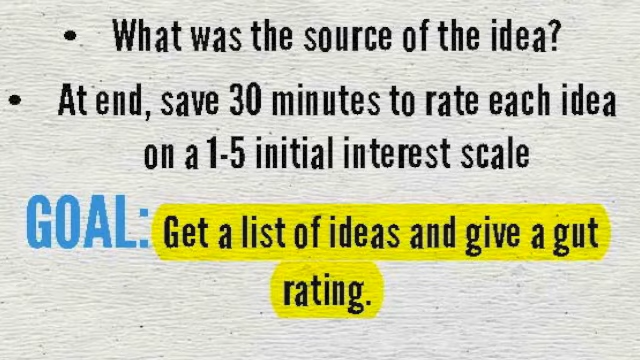 • What was the source of the idea?
• At end, save 30 minutes to rate each idea
on a 1-5 initial interest scale
GOAL: Get a list of ideas and give a gut
rating.